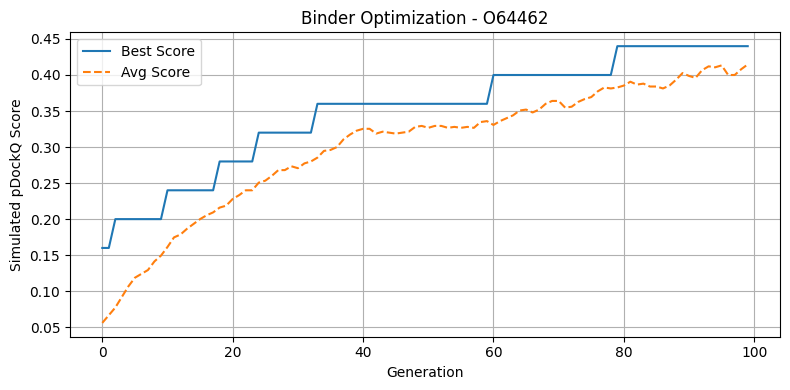 Binder Optimization - O64462
Best Score
Avg Score
Simulated pDockQ Score
0.45
0.40
0.35
0.30
0.25
0.20
0.15
0.10
0.05
0 20 40 60 80 100
Generation